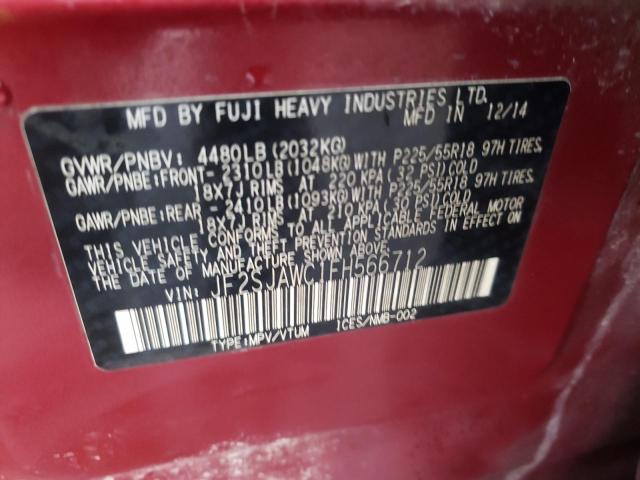 MFD BY FUJI HEAVY INDUSTRIES LTD.
MFD IN 12/14
GVWR/PNBV: 4480LB (2032KG)
GAWR/PNBE:FRONT- 2310LB (1048KG)WITH P225/55R18 97H TIRES.
18X7J RIMS AT 220 KPA (32 PSI)COLD
GAWR/PNBE:REAR -2410LB(1093KG)WITH P225/55R18 97H TIRES.
18X7J RIMS AT 210 KPA (30 PSI)COLD
THIS VEHICLE CONFORMS TO ALL APPLICABLE FEDERAL MOTOR
VEHICLE THEFT PREVENTION STANDARDS IN EFFECT ON
THE DATE OF MANUFACTURE SHOWN ABOVE.
VIN: JF2SJAWC1FH566712
TYPE:MPV/VTUM ICES/NMB-002